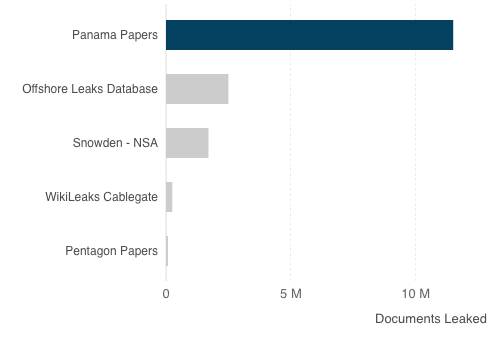 Panama Papers
Offshore Leaks Database
Snowden - NSA
WikiLeaks Cablegate
Pentagon Papers
0 5 M 10 M
Documents Leaked